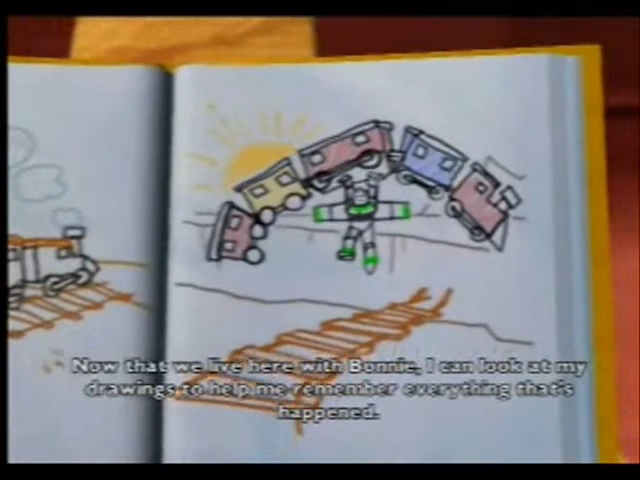 Now that we live here with Bonnie, I can look at my
drawings to help me remember everything that's
happened.